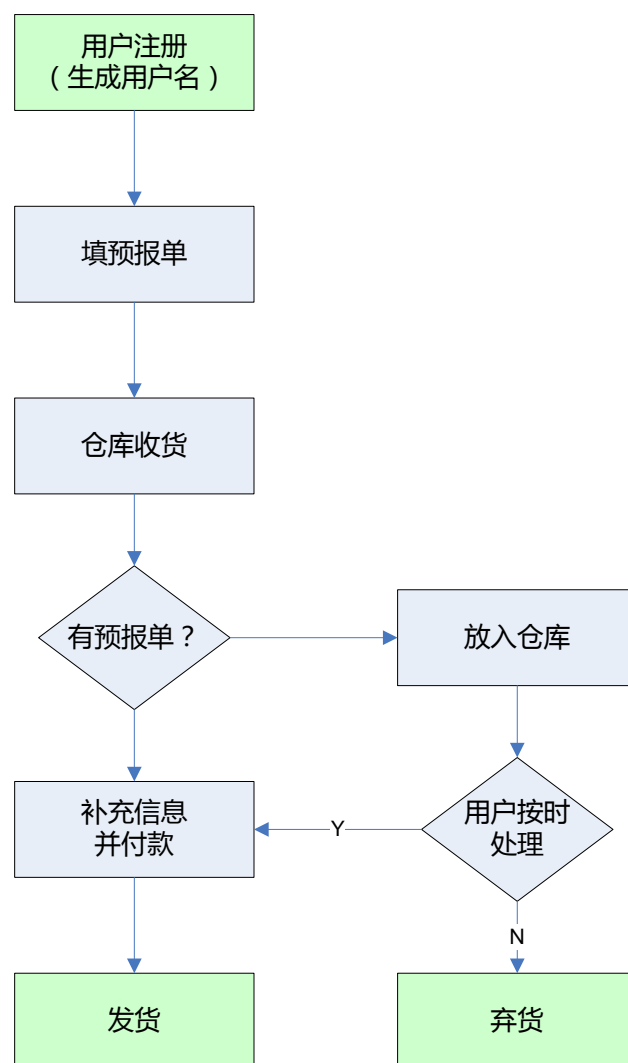 用户注册
（生成用户名）
填预报单
仓库收货
有预报单？
放入仓库
补充信息
并付款
Y
用户按时
处理
N
发货
弃货